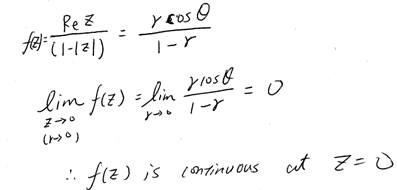 f(z) = Re z / (1-|z|) = r cos θ / 1-r
lim z→0 (r→0) f(z) = lim r→0 r cos θ / 1-r = 0
∴ f(z) is continuous at z=0